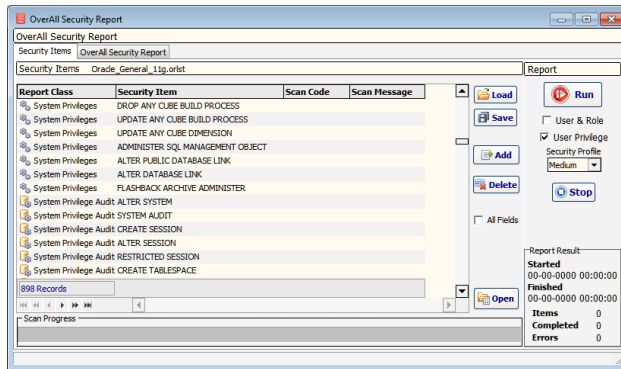 OverAll Security Report
OverAll Security Report
Security Items OverAll Security Report
Security Items Oracle_General_11g.orlst
Report Class Security Item Scan Code Scan Message
System Privileges DROP ANY CUBE BUILD PROCESS
System Privileges UPDATE ANY CUBE BUILD PROCESS
System Privileges UPDATE ANY CUBE DIMENSION
System Privileges ADMINISTER SQL MANAGEMENT OBJECT
System Privileges ALTER PUBLIC DATABASE LINK
System Privileges ALTER DATABASE LINK
System Privileges FLASHBACK ARCHIVE ADMINISTER
System Privilege Audit ALTER SYSTEM
System Privilege Audit SYSTEM AUDIT
System Privilege Audit CREATE SESSION
System Privilege Audit ALTER SESSION
System Privilege Audit RESTRICTED SESSION
System Privilege Audit CREATE TABLESPACE
898 Records
Scan Progress
Load
Save
Add
Delete
All Fields
Open
Report
Run
User & Role
User Privilege
Security Profile
Medium
Stop
Report Result
Started
00-00-0000 00:00:00
Finished
00-00-0000 00:00:00
Items 0
Completed 0
Errors 0